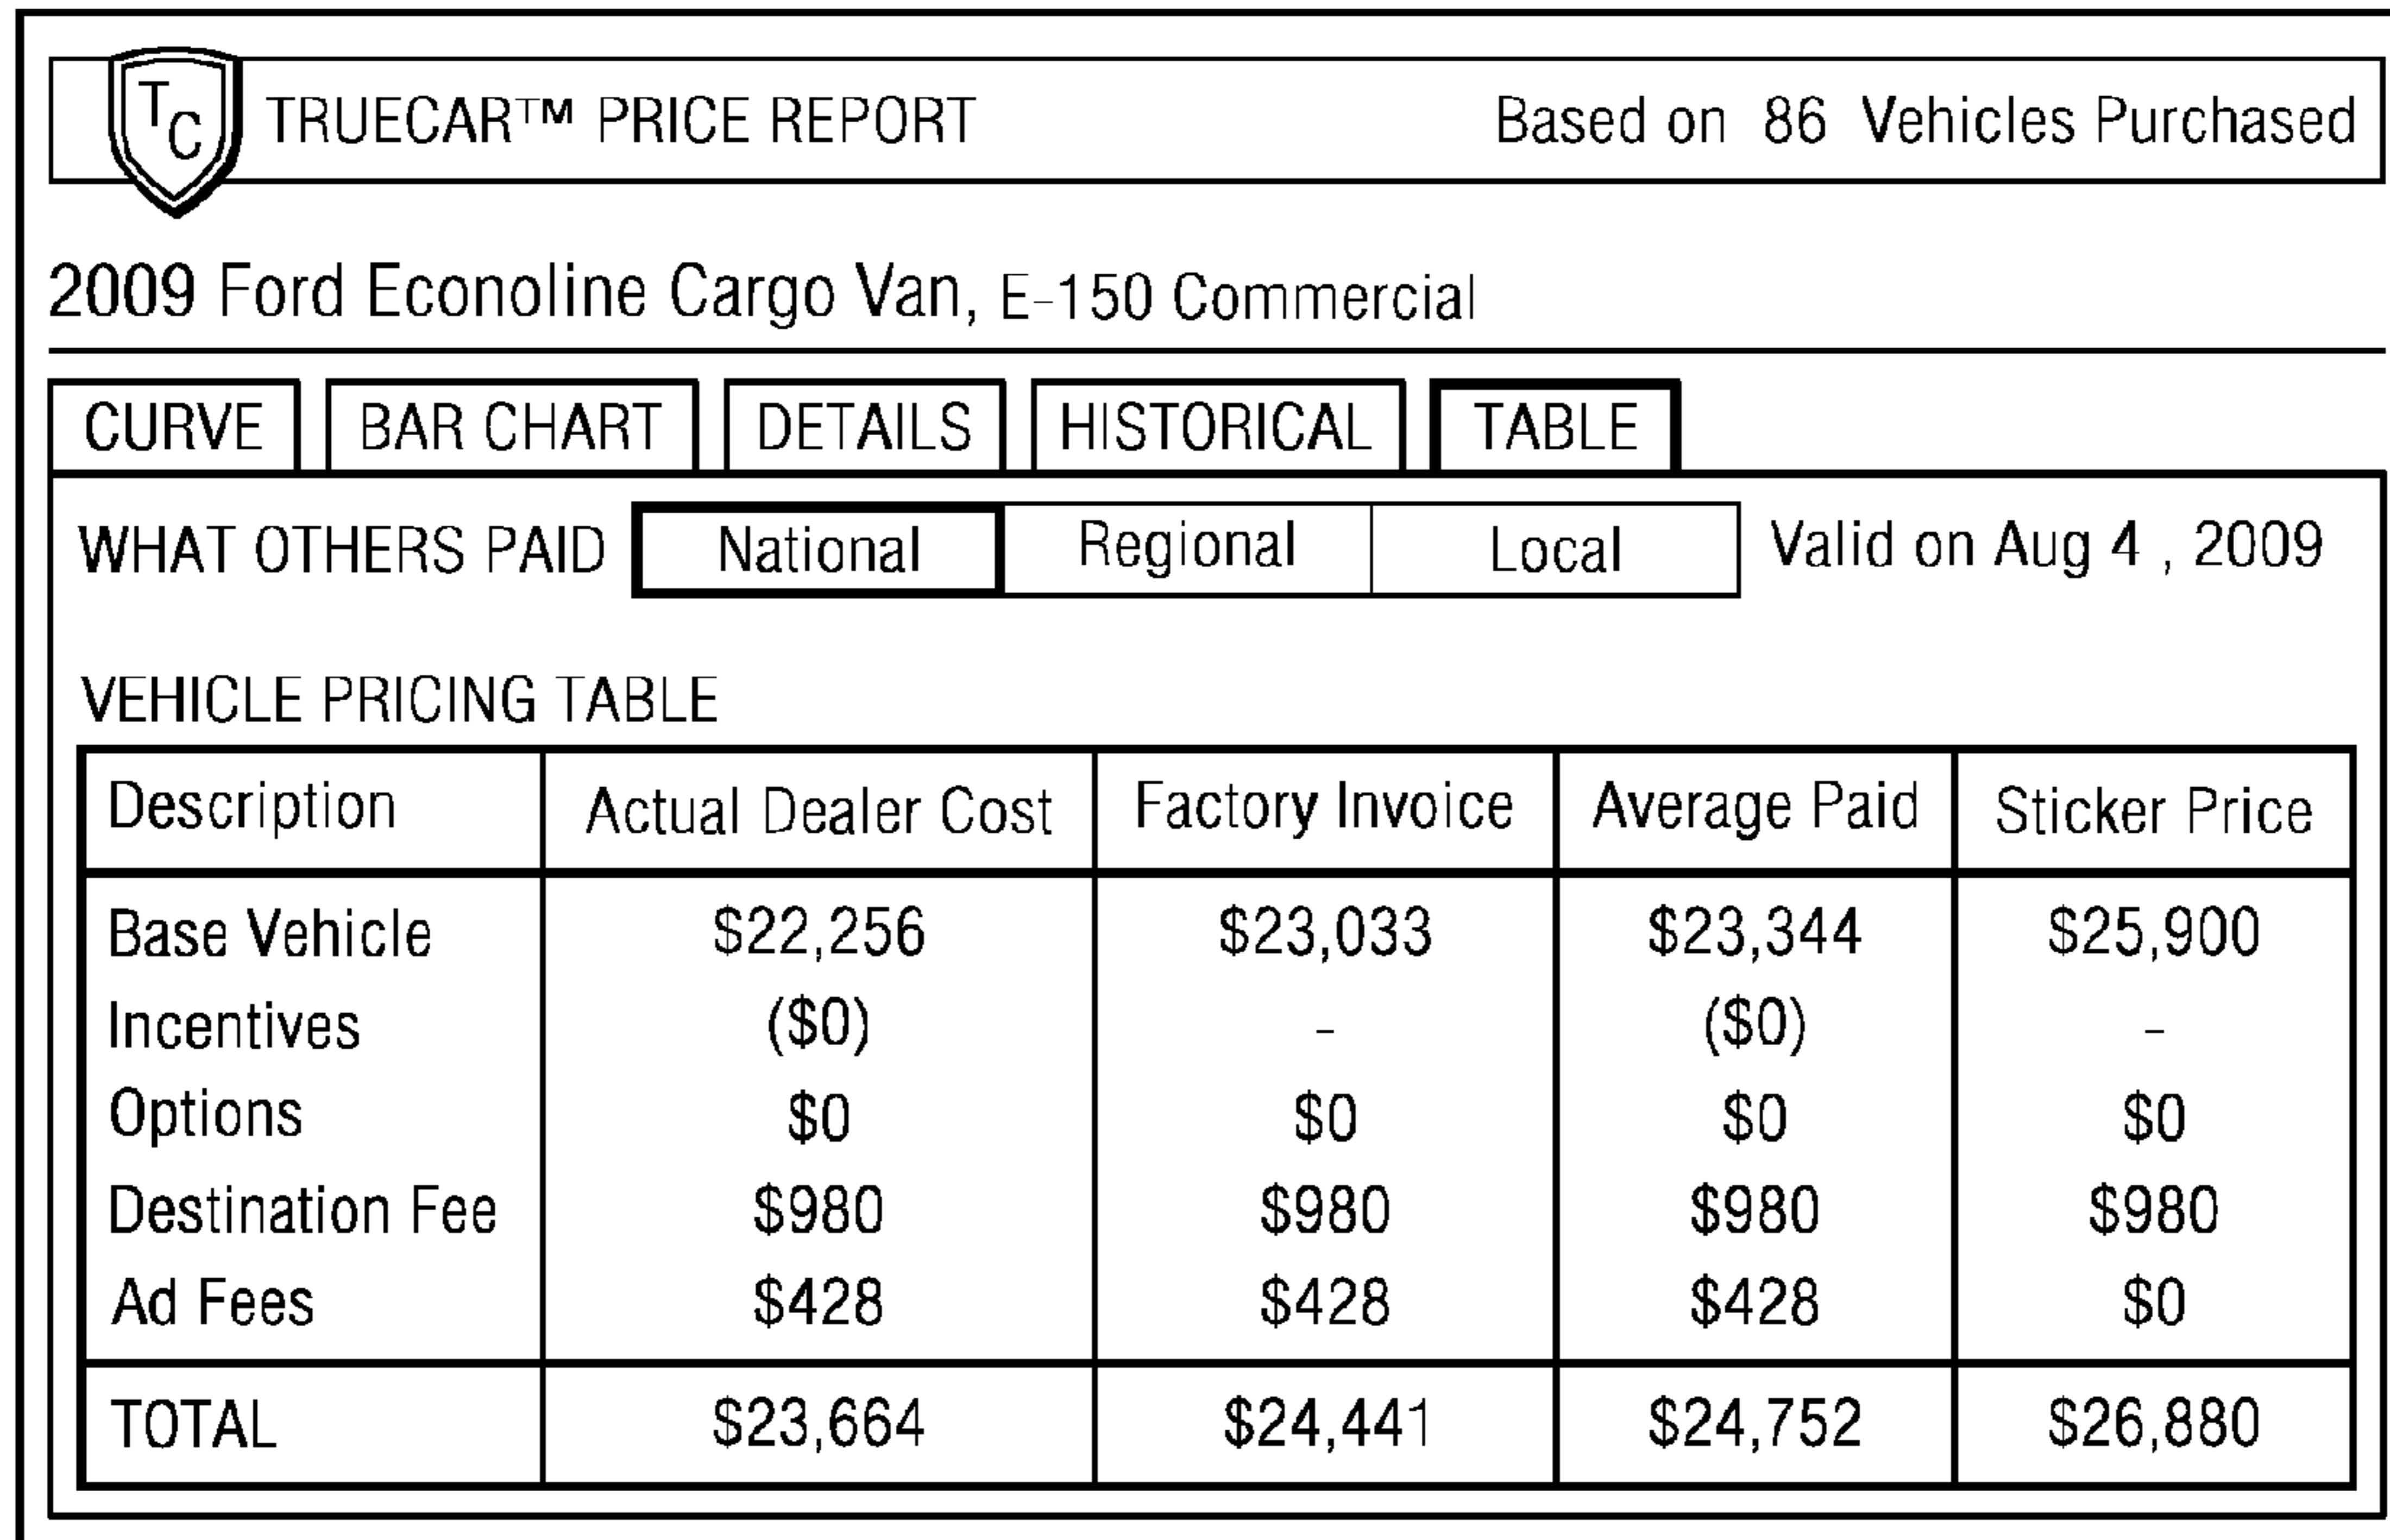 TC TRUECAR™ PRICE REPORT Based on 86 Vehicles Purchased
2009 Ford Econoline Cargo Van, E-150 Commercial
CURVE BAR CHART DETAILS HISTORICAL TABLE
WHAT OTHERS PAID National Regional Local Valid on Aug 4 , 2009
VEHICLE PRICING TABLE
Description Actual Dealer Cost Factory Invoice Average Paid Sticker Price
Base Vehicle $22,256 $23,033 $23,344 $25,900
Incentives ($0) - ($0) -
Options $0 $0 $0 $0
Destination Fee $980 $980 $980 $980
Ad Fees $428 $428 $428 $0
TOTAL $23,664 $24,441 $24,752 $26,880